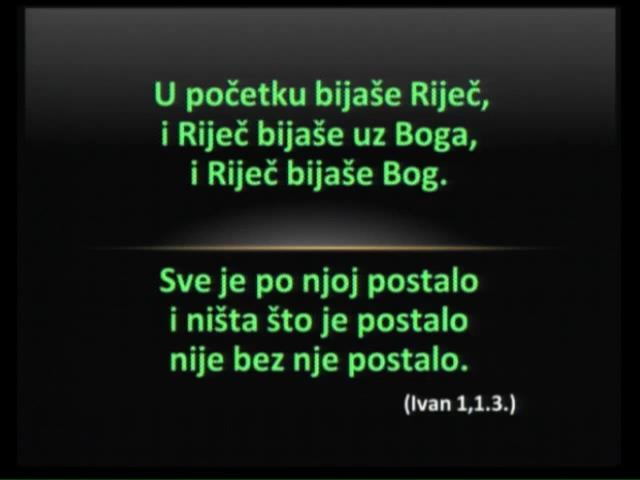 U početku bijaše Riječ,
i Riječ bijaše uz Boga,
i Riječ bijaše Bog.
Sve je po njoj postalo
i ništa što je postalo
nije bez nje postalo.
(Ivan 1,1.3.)